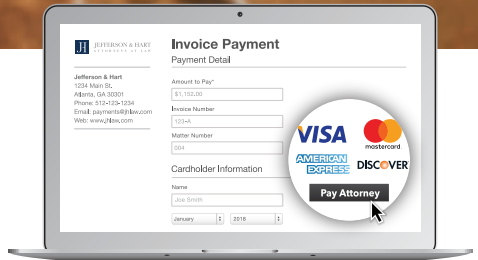 JH
JEFFERSON & HART
ATTORNEYS AT LAW
Jefferson & Hart
1234 Main St.
Atlanta, GA 30301
Phone: 512-123-1234
Email: payments@jhlaw.com
Web: www.jhlaw.com
Invoice Payment
Payment Detail
Amount to Pay*
$1,152.00
Invoice Number
123-A
Matter Number
004
Cardholder Information
Name
Joe Smith
January
2018
VISA
mastercard
AMERICAN
EXPRESS
DISCOVER
Pay Attorney